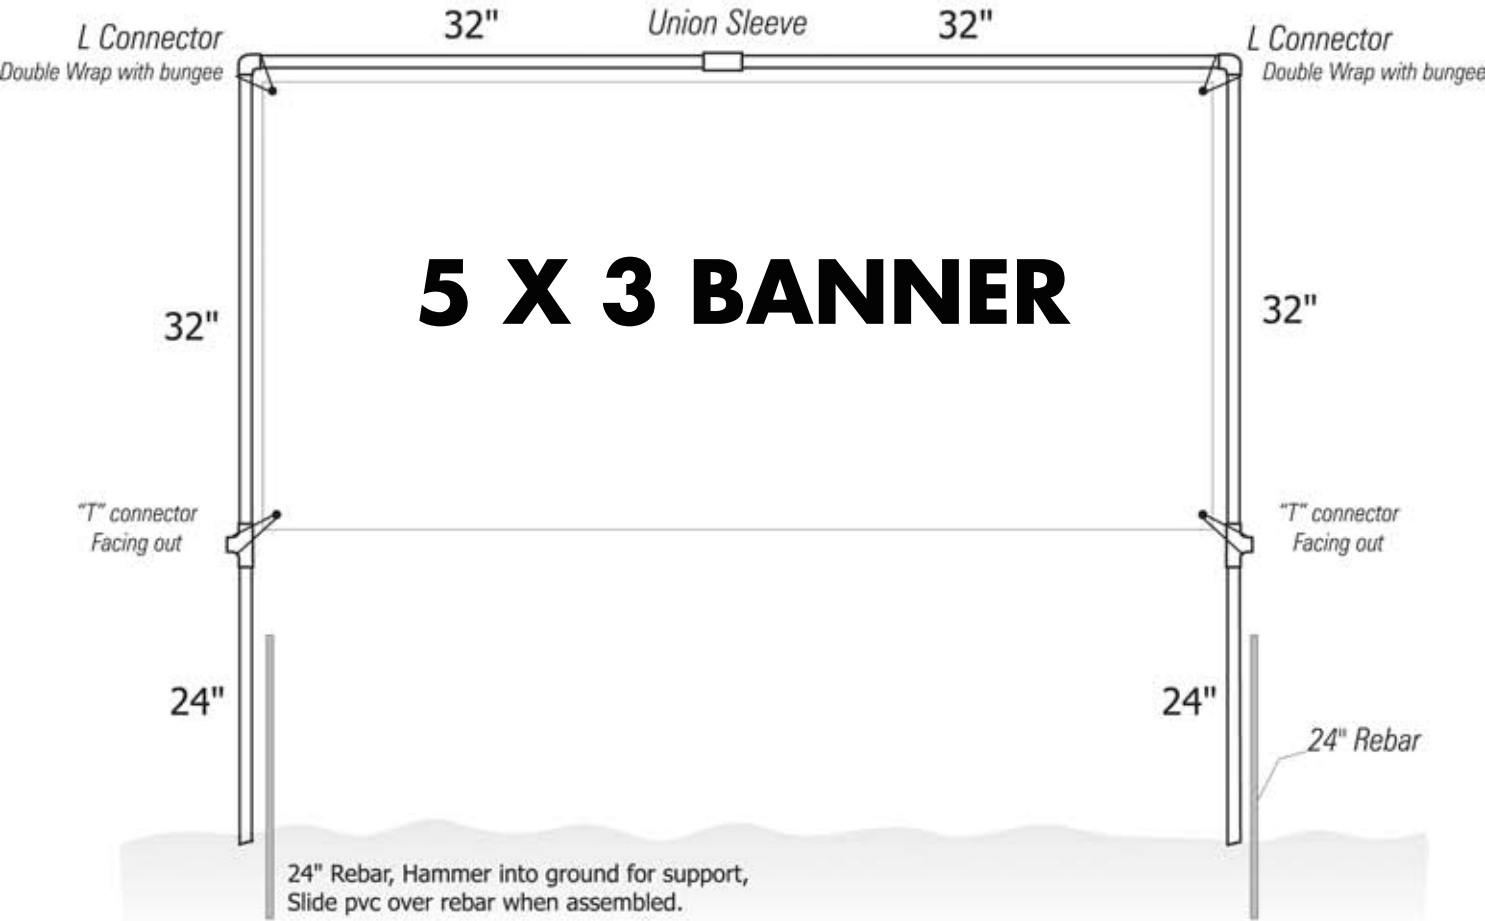 32"
Union Sleeve
32"
L Connector
Double Wrap with bungee
L Connector
Double Wrap with bungee
5 X 3 BANNER
32"
32"
“T” connector
Facing out
“T” connector
Facing out
24"
24"
24" Rebar
24" Rebar, Hammer into ground for support,
Slide pvc over rebar when assembled.